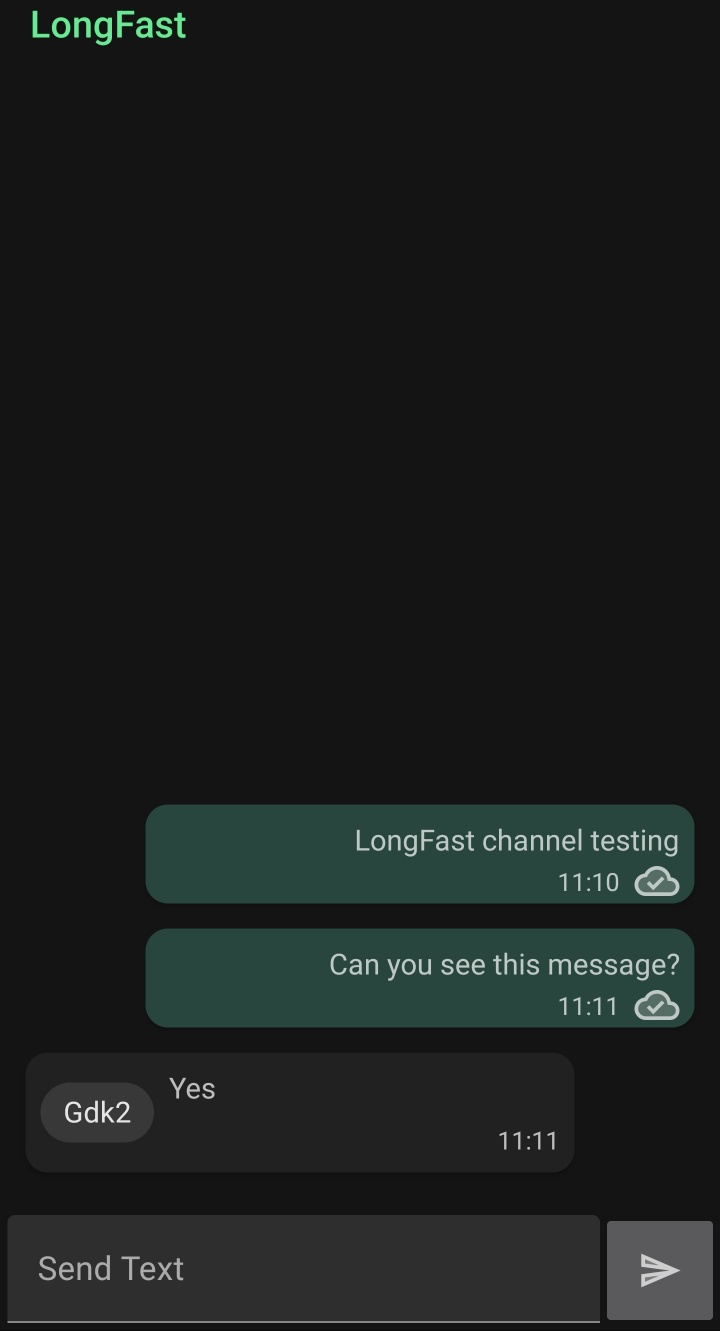 LongFast
LongFast channel testing
11:10
Can you see this message?
11:11
Gdk2
Yes
11:11
Send Text